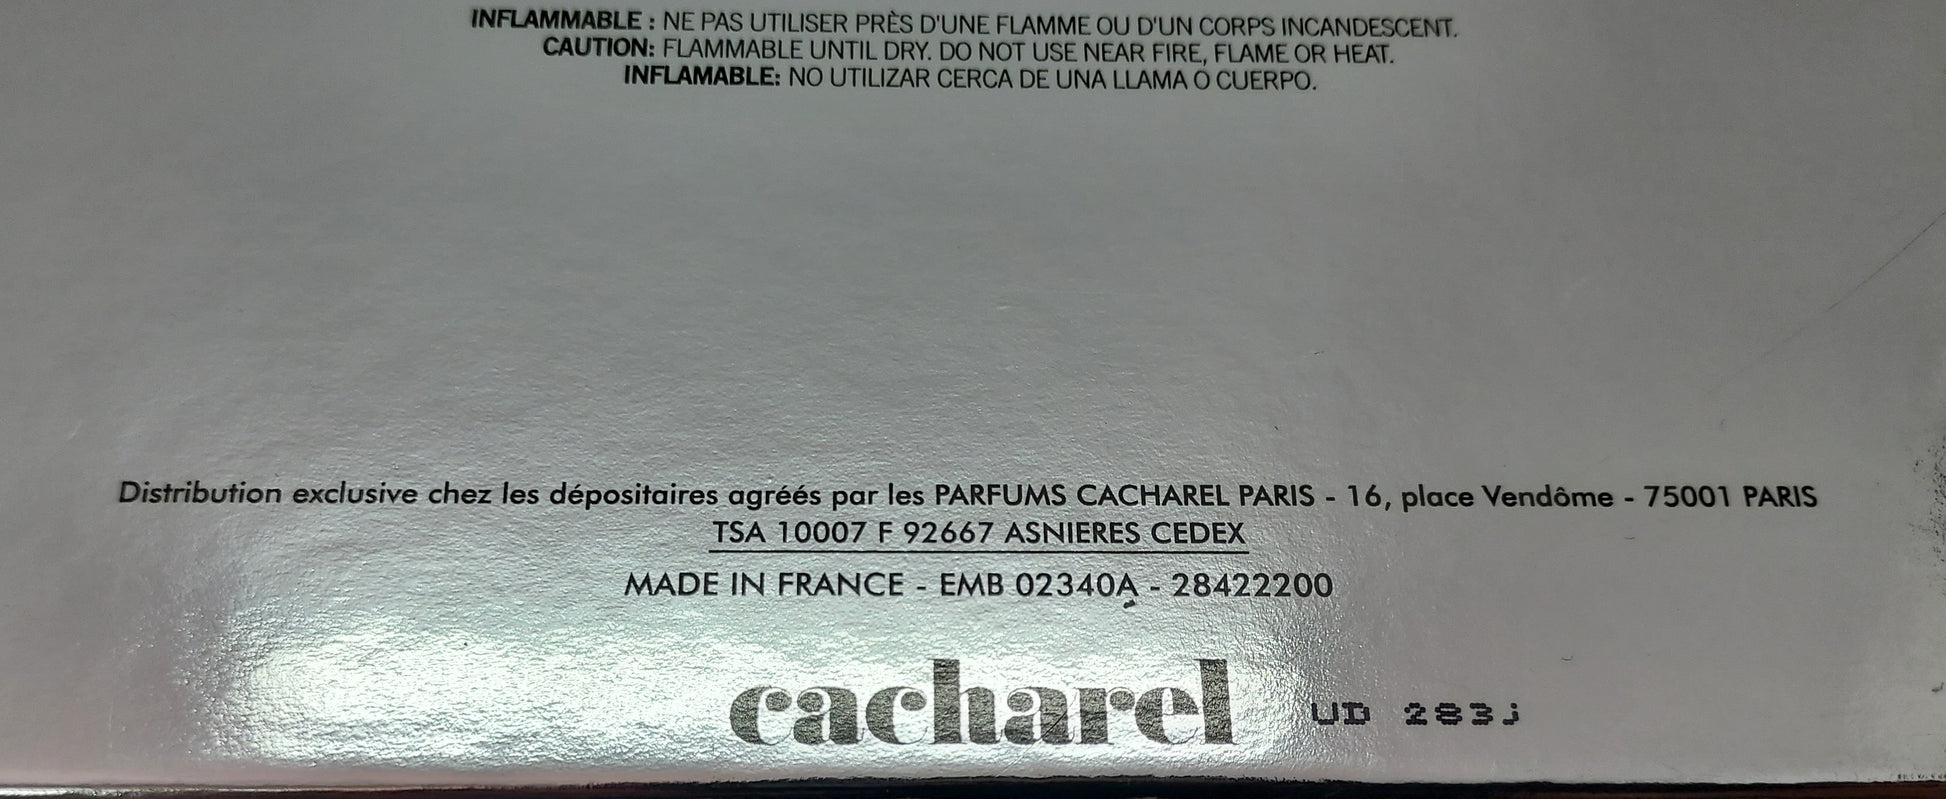 INFLAMMABLE : NE PAS UTILISER PRÈS D'UNE FLAMME OU D'UN CORPS INCANDESCENT.
CAUTION: FLAMMABLE UNTIL DRY. DO NOT USE NEAR FIRE, FLAME OR HEAT.
INFLAMABLE: NO UTILIZAR CERCA DE UNA LLAMA O CUERPO.
Distribution exclusive chez les dépositaires agréés par les PARFUMS CACHAREL PARIS - 16, place Vendôme - 75001 PARIS
TSA 10007 F 92667 ASNIERES CEDEX
MADE IN FRANCE - EMB 02340A - 28422200
cacharel
UD 283j